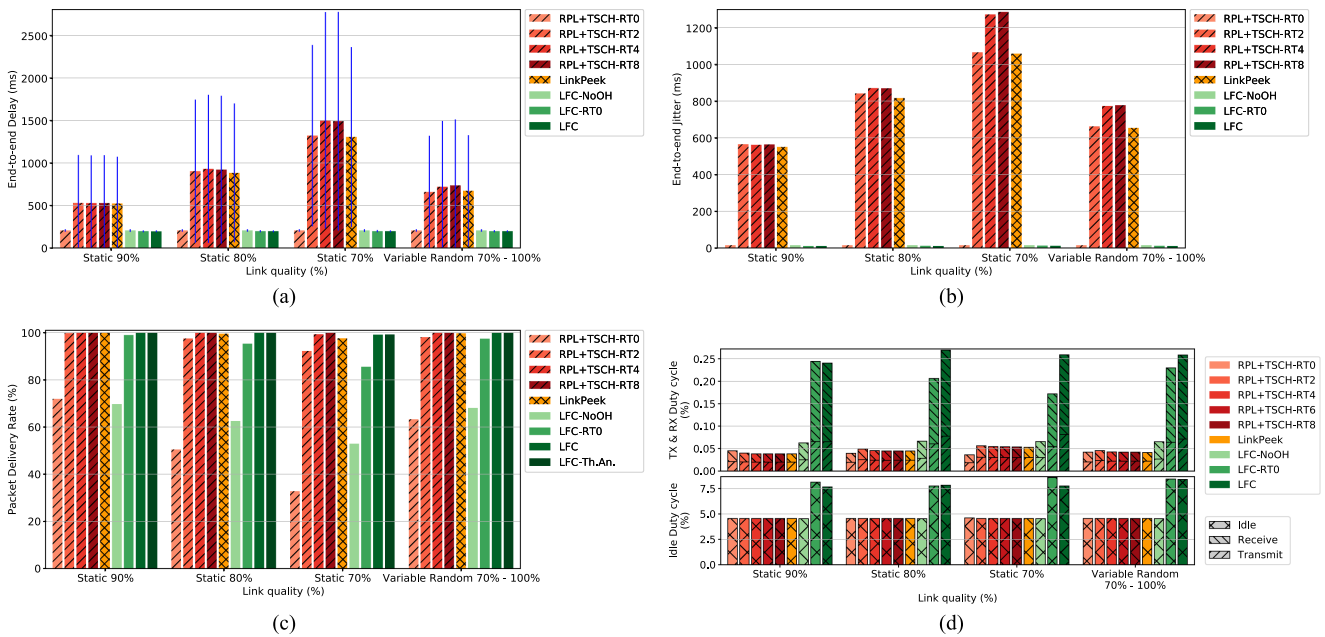 End-to-end Delay (ms)
2500
2000
1500
1000
500
0
Static 90%
Static 80%
Static 70%
Variable Random 70% - 100%
Link quality (%)
RPL+TSCH-RT0
RPL+TSCH-RT2
RPL+TSCH-RT4
RPL+TSCH-RT8
LinkPeek
LFC-NoOH
LFC-RT0
LFC
(a)
End-to-end Jitter (ms)
1200
1000
800
600
400
200
0
Static 90%
Static 80%
Static 70%
Variable Random 70% - 100%
Link quality (%)
RPL+TSCH-RT0
RPL+TSCH-RT2
RPL+TSCH-RT4
RPL+TSCH-RT8
LinkPeek
LFC-NoOH
LFC-RT0
LFC
(b)
Packet Delivery Rate (%)
100
80
60
40
20
0
Static 90%
Static 80%
Static 70%
Variable Random 70% - 100%
Link quality (%)
RPL+TSCH-RT0
RPL+TSCH-RT2
RPL+TSCH-RT4
RPL+TSCH-RT8
LinkPeek
LFC-NoOH
LFC-RT0
LFC
LFC-Th.An.
(c)
TX & RX Duty cycle
(%)
0.25
0.20
0.15
0.10
0.05
0.00
Idle Duty cycle
(%)
7.5
5.0
2.5
0.0
Static 90%
Static 80%
Static 70%
Variable Random
70% - 100%
Link quality (%)
RPL+TSCH-RT0
RPL+TSCH-RT2
RPL+TSCH-RT4
RPL+TSCH-RT6
RPL+TSCH-RT8
LinkPeek
LFC-NoOH
LFC-RT0
LFC
Idle
Receive
Transmit
(d)